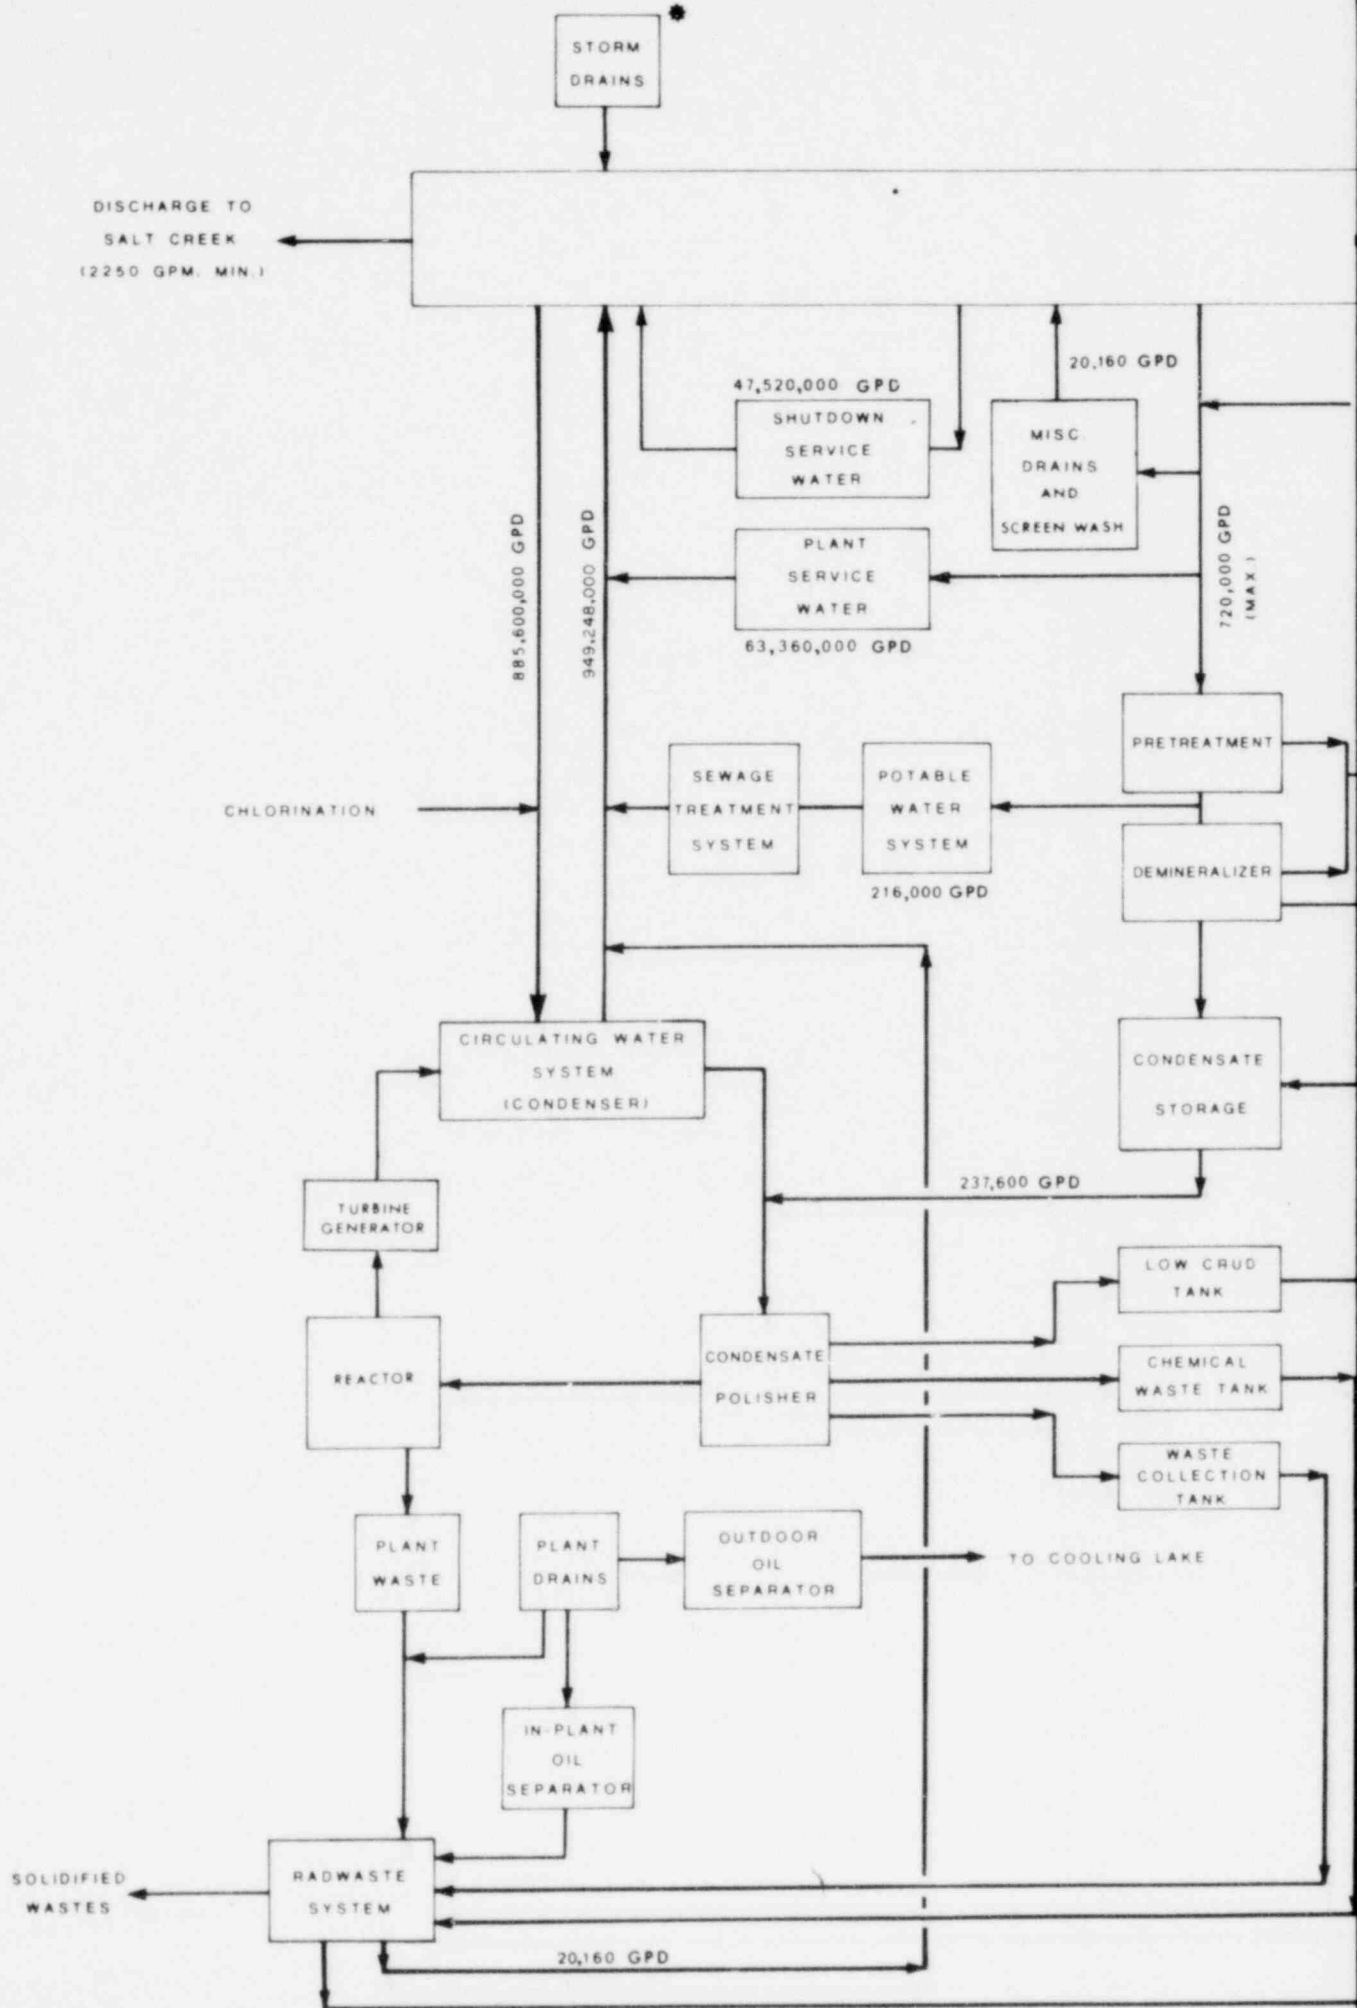 STORM
DRAINS
*
DISCHARGE TO
SALT CREEK
(2250 GPM. MIN.)
20,160 GPD
47,520,000 GPD
SHUTDOWN
SERVICE
WATER
MISC.
DRAINS
AND
SCREEN WASH
885,600,000 GPD
949,248,000 GPD
PLANT
SERVICE
WATER
63,360,000 GPD
720,000 GPD
(MAX.)
PRETREATMENT
SEWAGE
TREATMENT
SYSTEM
POTABLE
WATER
SYSTEM
216,000 GPD
CHLORINATION
DEMINERALIZER
CIRCULATING WATER
SYSTEM
(CONDENSER)
CONDENSATE
STORAGE
237,600 GPD
TURBINE
GENERATOR
LOW CRUD
TANK
REACTOR
CONDENSATE
POLISHER
CHEMICAL
WASTE TANK
WASTE
COLLECTION
TANK
PLANT
WASTE
PLANT
DRAINS
OUTDOOR
OIL
SEPARATOR
TO COOLING LAKE
IN-PLANT
OIL
SEPARATOR
SOLIDIFIED
WASTES
RADWASTE
SYSTEM
20,160 GPD